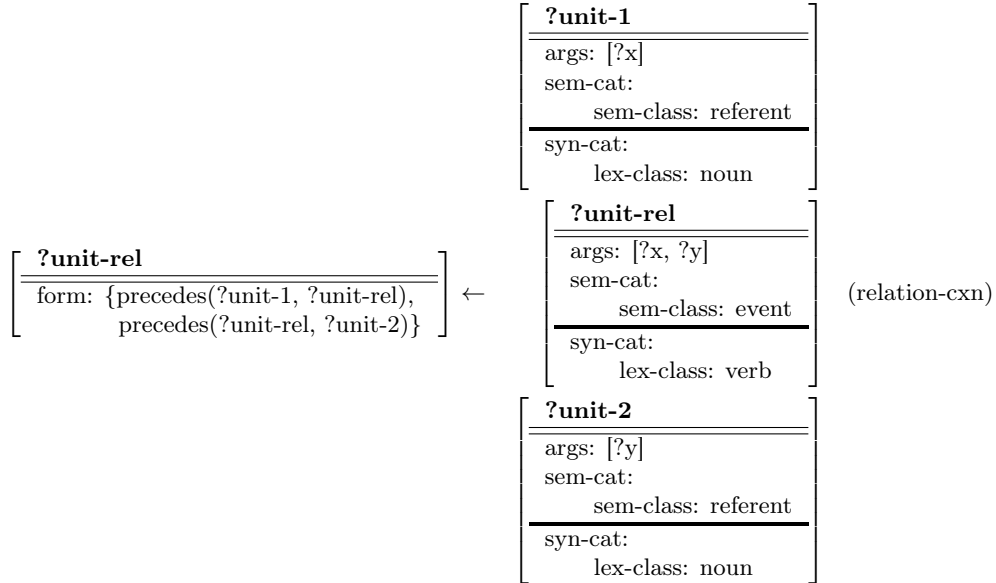 ?unit-1
args: [?x]
sem-cat:
sem-class: referent
syn-cat:
lex-class: noun
?unit-rel
form: {precedes(?unit-1, ?unit-rel),
precedes(?unit-rel, ?unit-2)}
←
?unit-rel
args: [?x, ?y]
sem-cat:
sem-class: event
syn-cat:
lex-class: verb
(relation-cxn)
?unit-2
args: [?y]
sem-cat:
sem-class: referent
syn-cat:
lex-class: noun